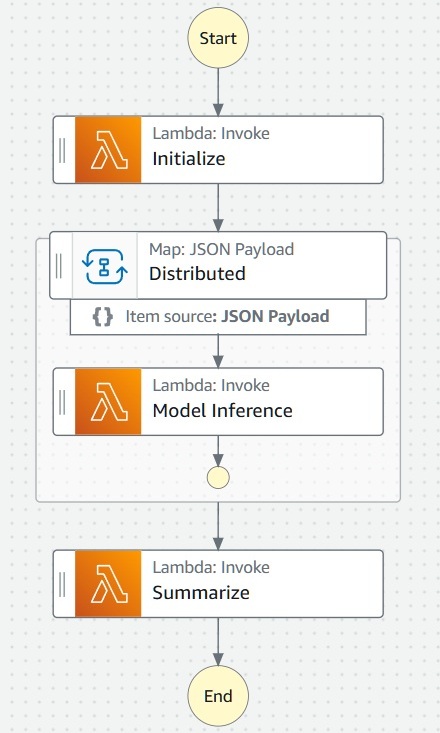 Start
Lambda: Invoke
Initialize
Map: JSON Payload
Distributed
{} Item source: JSON Payload
Lambda: Invoke
Model Inference
Lambda: Invoke
Summarize
End